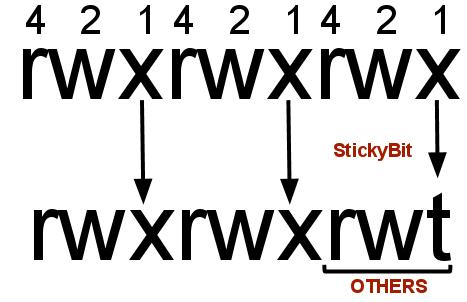 4 2 1 4 2 1 4 2 1
rwxrwxrwx
StickyBit
rwxrwxrwt
OTHERS